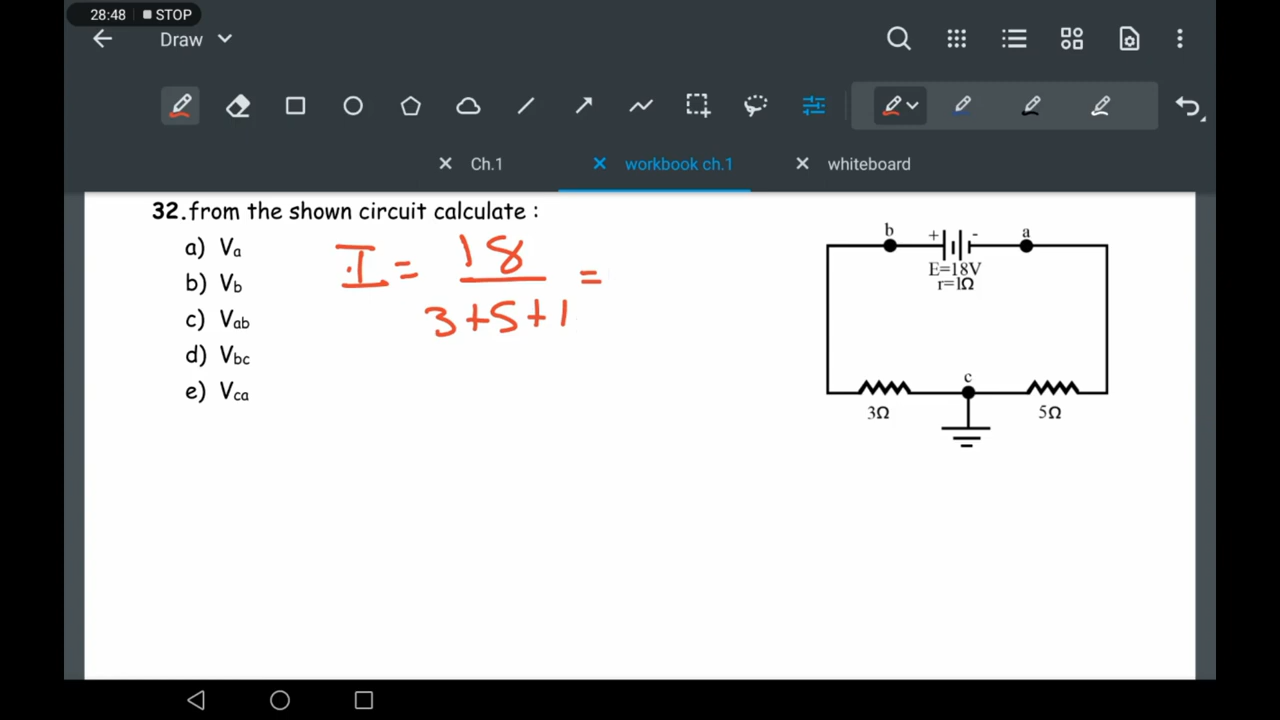 28:48 STOP
Draw
Ch.1
workbook ch.1
whiteboard
32.from the shown circuit calculate :
a) Va
b) Vb
c) Vab
d) Vbc
e) Vca
I = 18 / 3+5+1 =
b
+
-
a
E=18V
r=1Ω
c
3Ω
5Ω